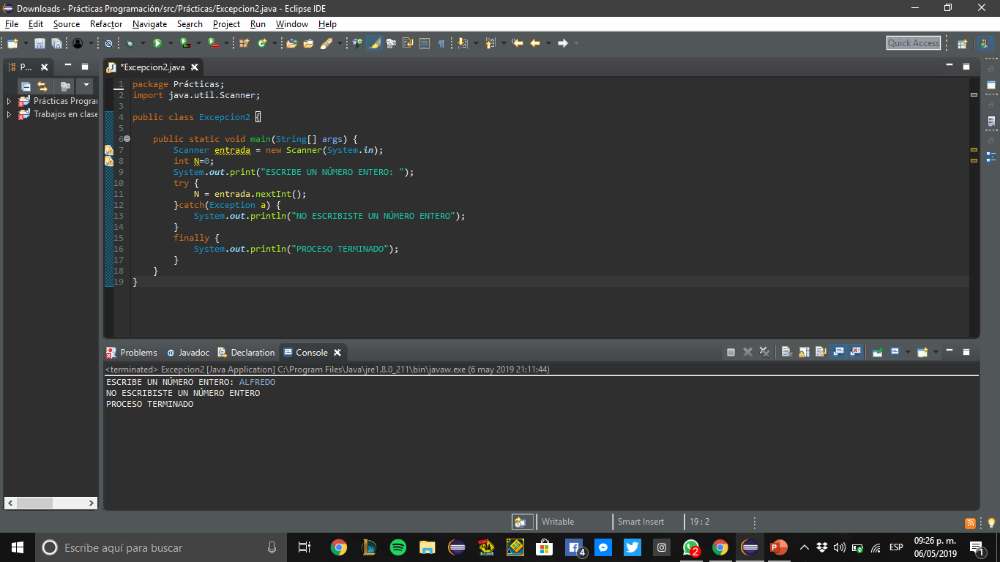 Downloads - Prácticas Programación/src/Prácticas/Excepcion2.java - Eclipse IDE
File Edit Source Refactor Navigate Search Project Run Window Help
Quick Access
P...
*Excepcion2.java
Prácticas Progra
Trabajos en clase
1 package Prácticas;
2 import java.util.Scanner;
3
4 public class Excepcion2 {
5
6 public static void main(String[] args) {
7 Scanner entrada = new Scanner(System.in);
8 int N=0;
9 System.out.print("ESCRIBE UN NÚMERO ENTERO: ");
10 try {
11 N = entrada.nextInt();
12 }catch(Exception a) {
13 System.out.println("NO ESCRIBISTE UN NÚMERO ENTERO");
14 }
15 finally {
16 System.out.println("PROCESO TERMINADO");
17 }
18 }
19 }
Problems @ Javadoc Declaration Console
<terminated> Excepcion2 [Java Application] C:\Program Files\Java\jre1.8.0_211\bin\javaw.exe (6 may 2019 21:11:44)
ESCRIBE UN NÚMERO ENTERO: ALFREDO
NO ESCRIBISTE UN NÚMERO ENTERO
PROCESO TERMINADO
Writable Smart Insert 19 : 2
Escribe aquí para buscar
4
2
ESP
09:26 p. m.
06/05/2019
1